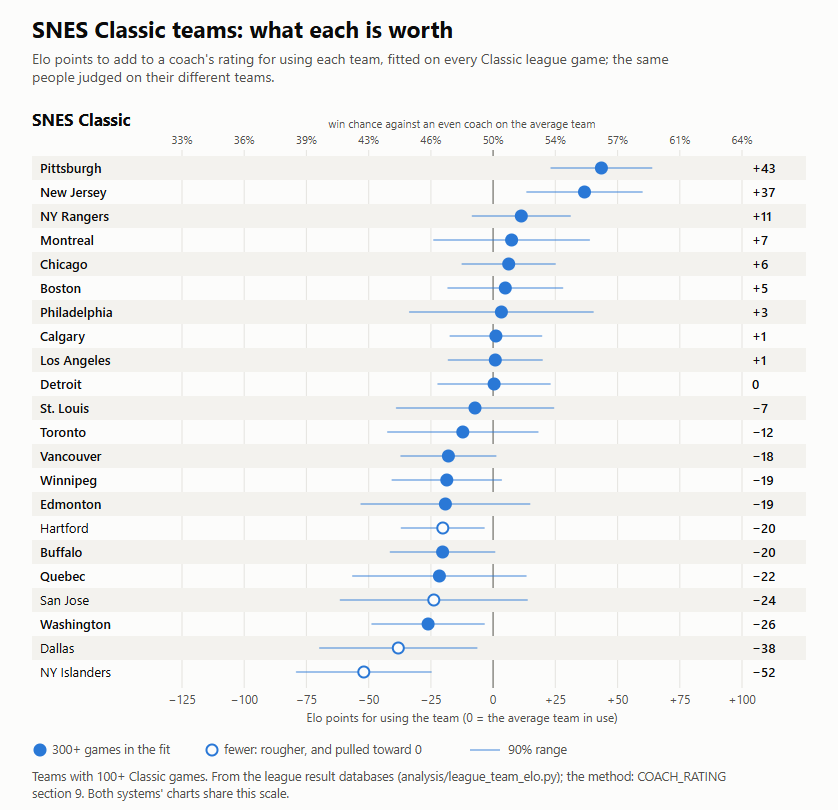 SNES Classic teams: what each is worth
Elo points to add to a coach's rating for using each team, fitted on every Classic league game; the same
people judged on their different teams.
SNES Classic
win chance against an even coach on the average team
33% 36% 39% 43% 46% 50% 54% 57% 61% 64%
Pittsburgh +43
New Jersey +37
NY Rangers +11
Montreal +7
Chicago +6
Boston +5
Philadelphia +3
Calgary +1
Los Angeles +1
Detroit 0
St. Louis −7
Toronto −12
Vancouver −18
Winnipeg −19
Edmonton −19
Hartford −20
Buffalo −20
Quebec −22
San Jose −24
Washington −26
Dallas −38
NY Islanders −52
−125 −100 −75 −50 −25 0 +25 +50 +75 +100
Elo points for using the team (0 = the average team in use)
300+ games in the fit fewer: rougher, and pulled toward 0 90% range
Teams with 100+ Classic games. From the league result databases (analysis/league_team_elo.py); the method: COACH_RATING
section 9. Both systems' charts share this scale.